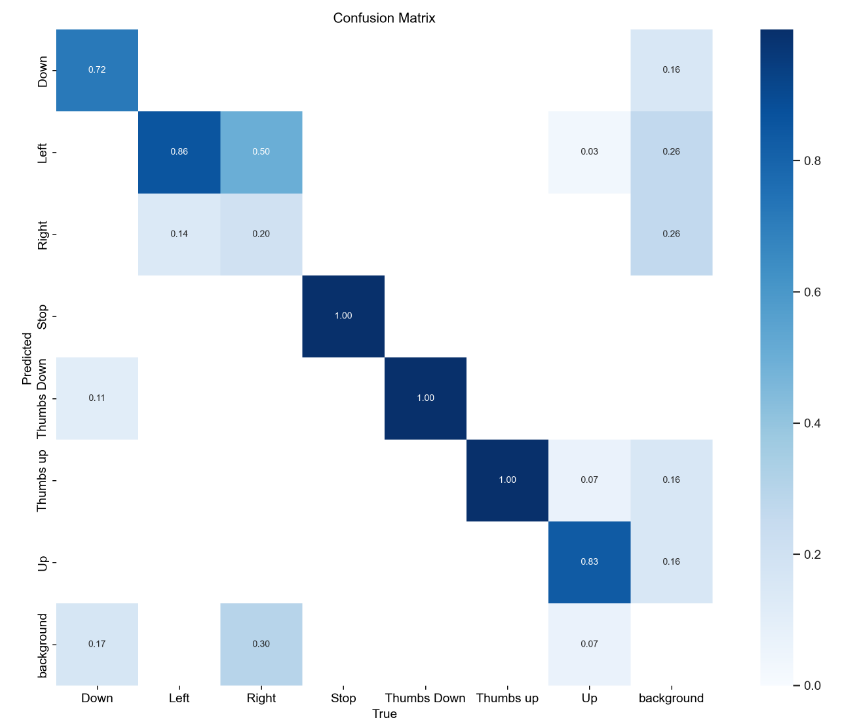 Confusion Matrix
Predicted
Down
0.72
0.16
Left
0.86
0.50
0.03
0.26
Right
0.14
0.20
0.26
Stop
1.00
Thumbs Down
0.11
1.00
Thumbs up
1.00
0.07
0.16
Up
0.83
0.16
background
0.17
0.30
0.07
Down
Left
Right
Stop
Thumbs Down
Thumbs up
Up
background
True
0.8
0.6
0.4
0.2
0.0